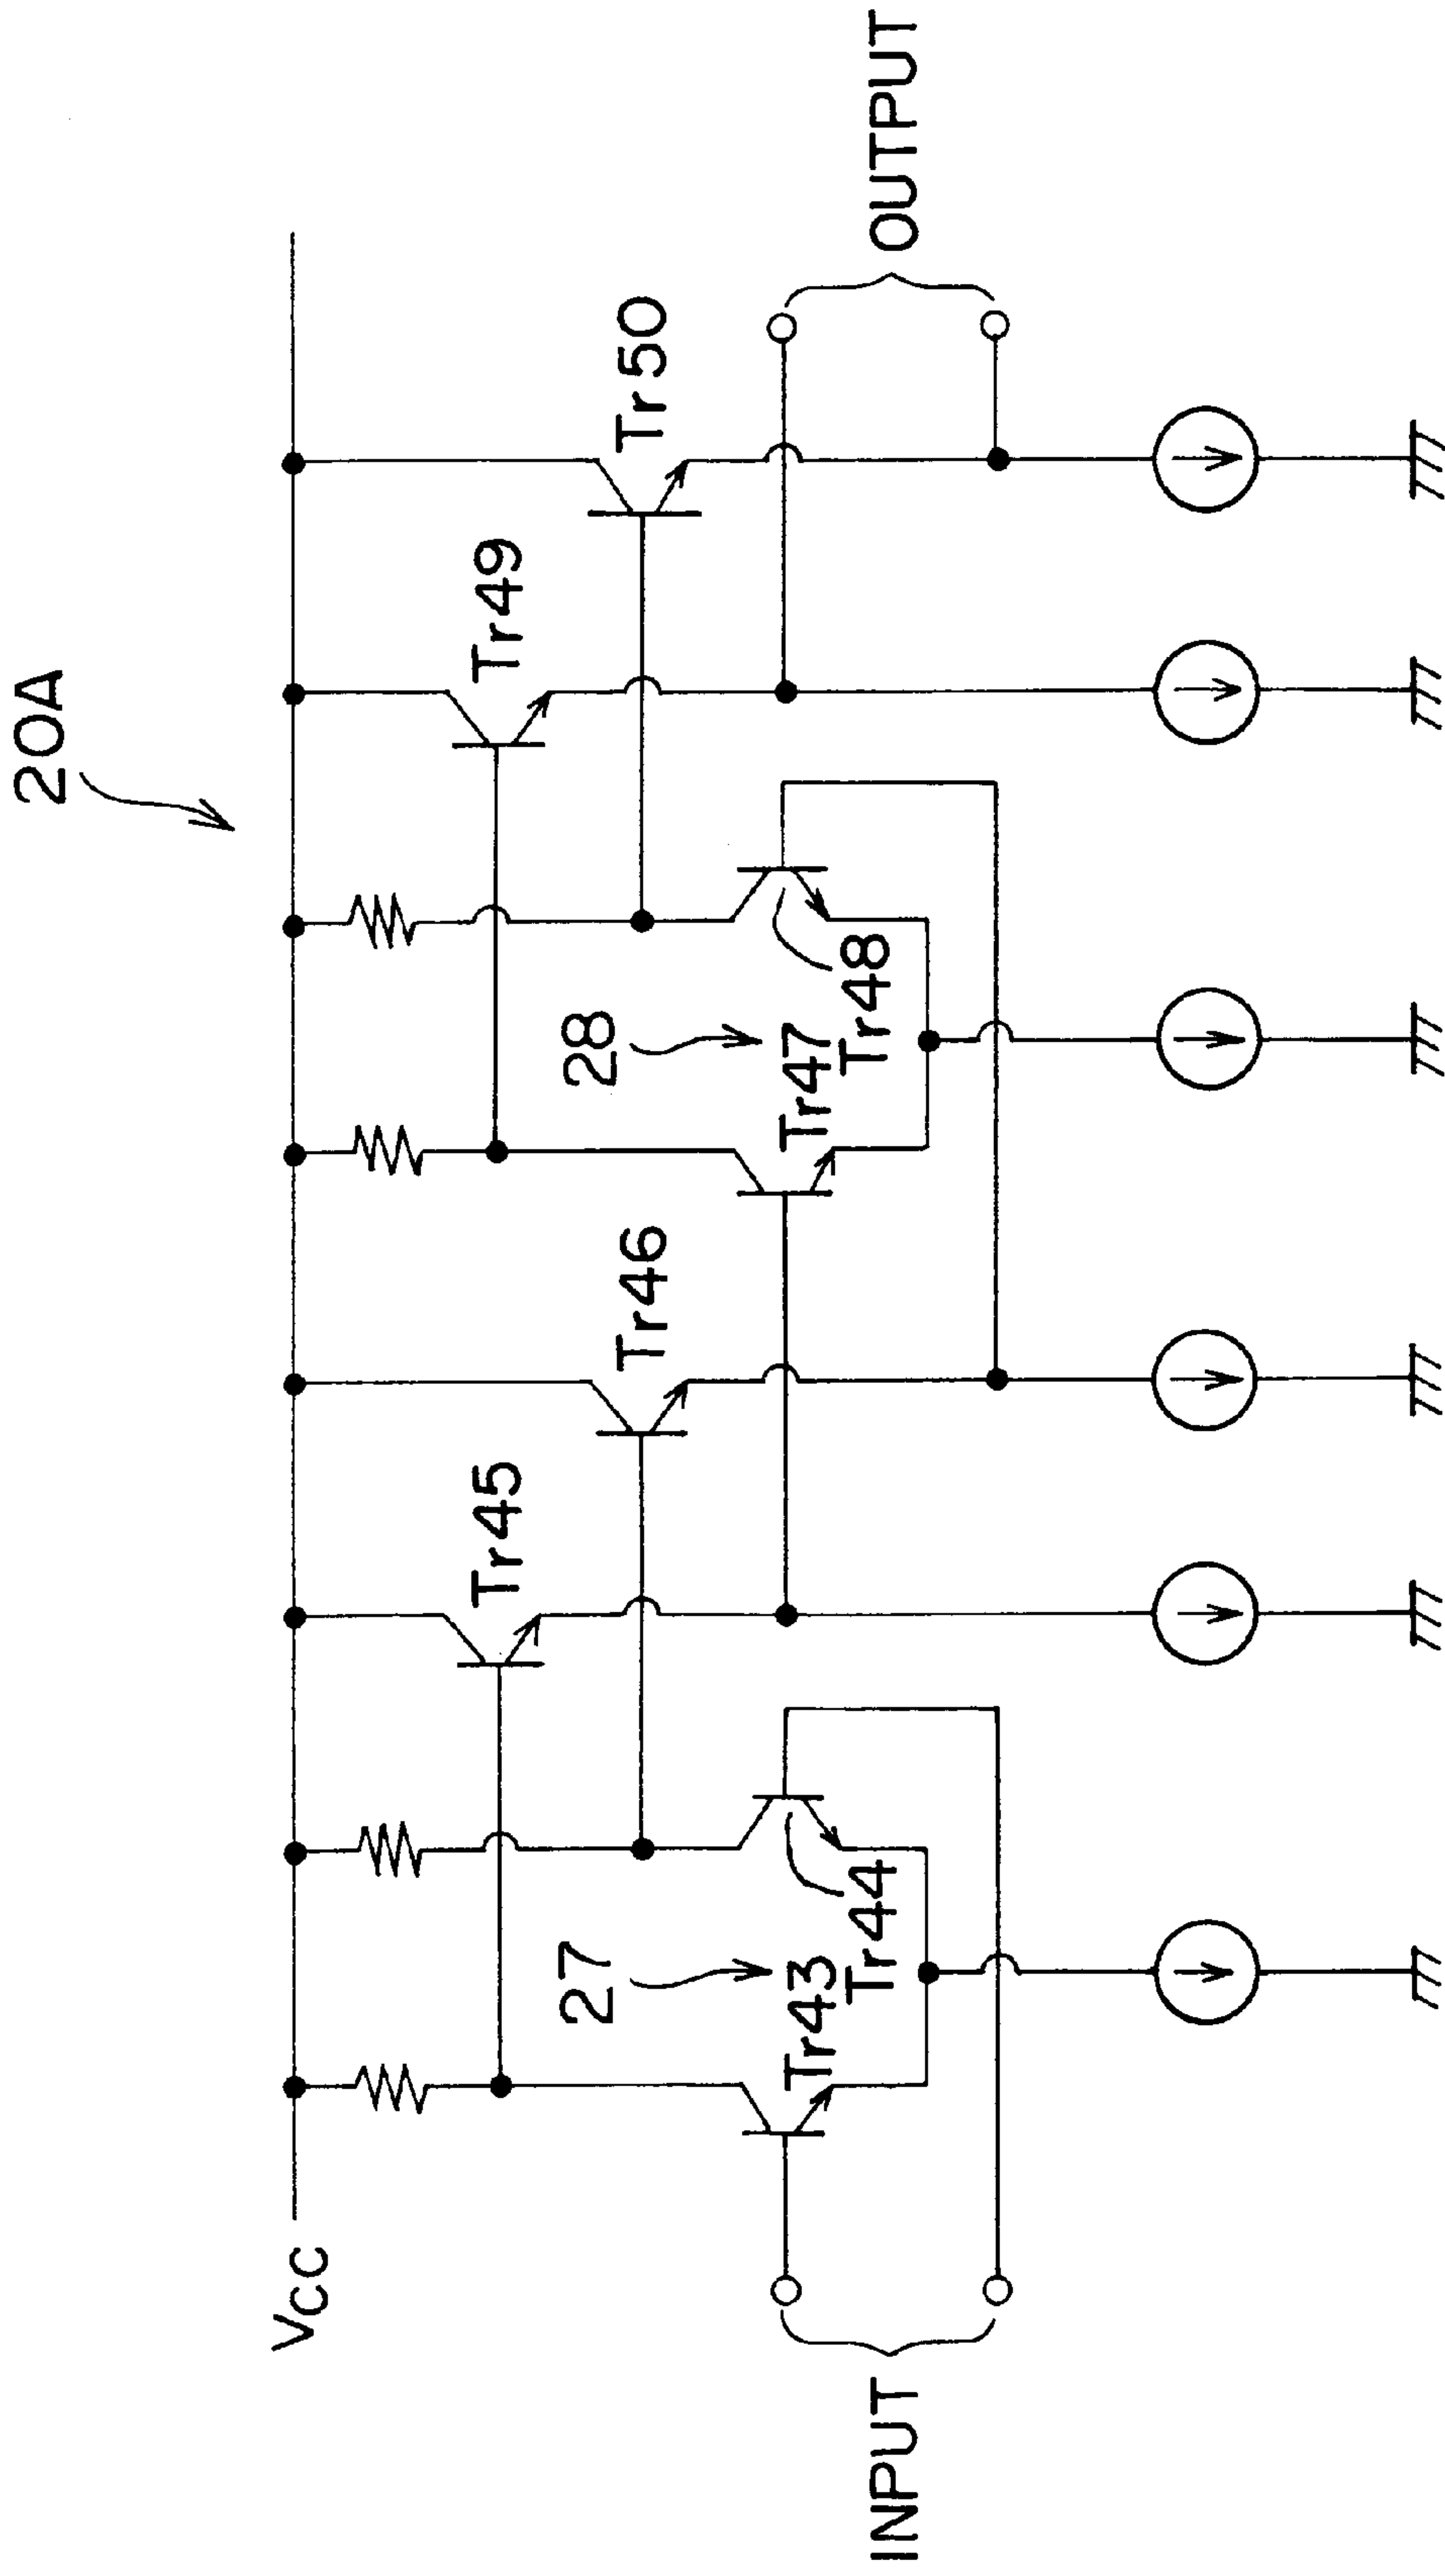 20A
Vcc
Tr45
Tr49
Tr46
Tr50
27
28
Tr43
Tr44
Tr47
Tr48
INPUT
OUTPUT